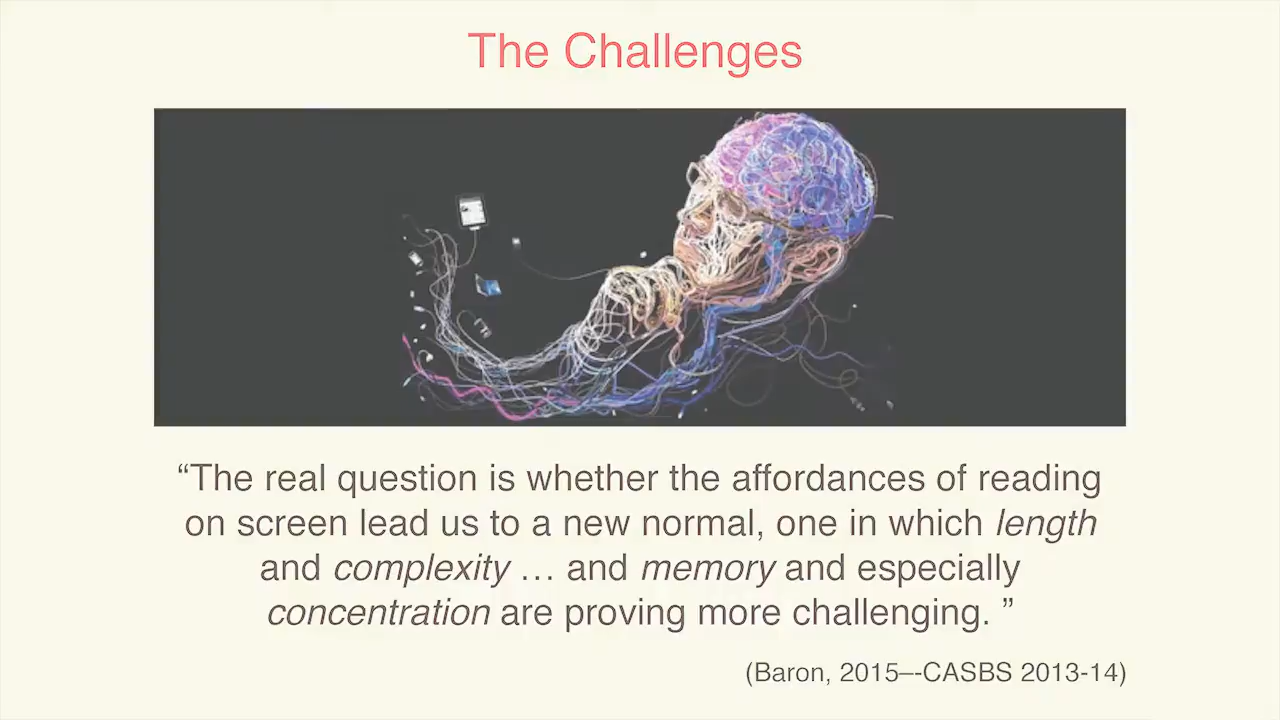 The Challenges
“The real question is whether the affordances of reading
on screen lead us to a new normal, one in which length
and complexity … and memory and especially
concentration are proving more challenging. ”
(Baron, 2015–-CASBS 2013-14)